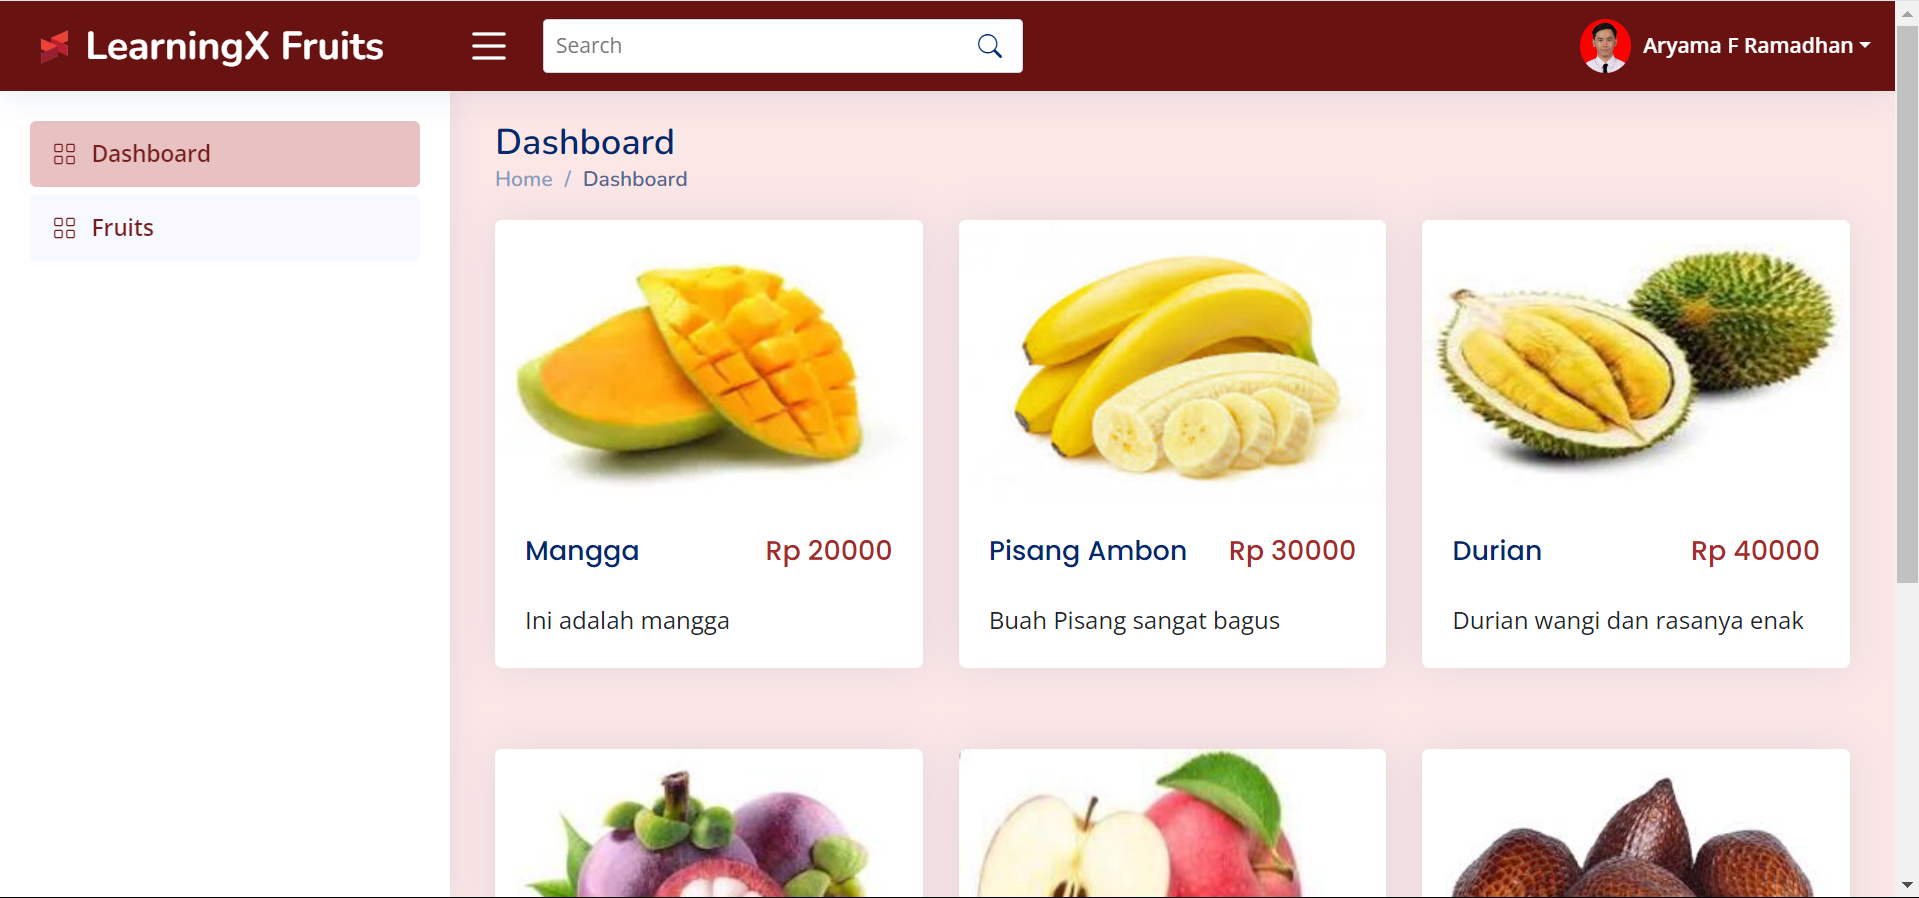 LearningX Fruits
Search
Aryama F Ramadhan
Dashboard
Fruits
Dashboard
Home / Dashboard
Mangga Rp 20000
Ini adalah mangga
Pisang Ambon Rp 30000
Buah Pisang sangat bagus
Durian Rp 40000
Durian wangi dan rasanya enak